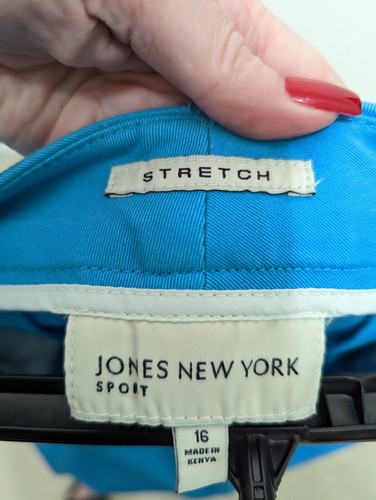 STRETCH
JONES NEW YORK
SPORT
16
MADE IN
KENYA